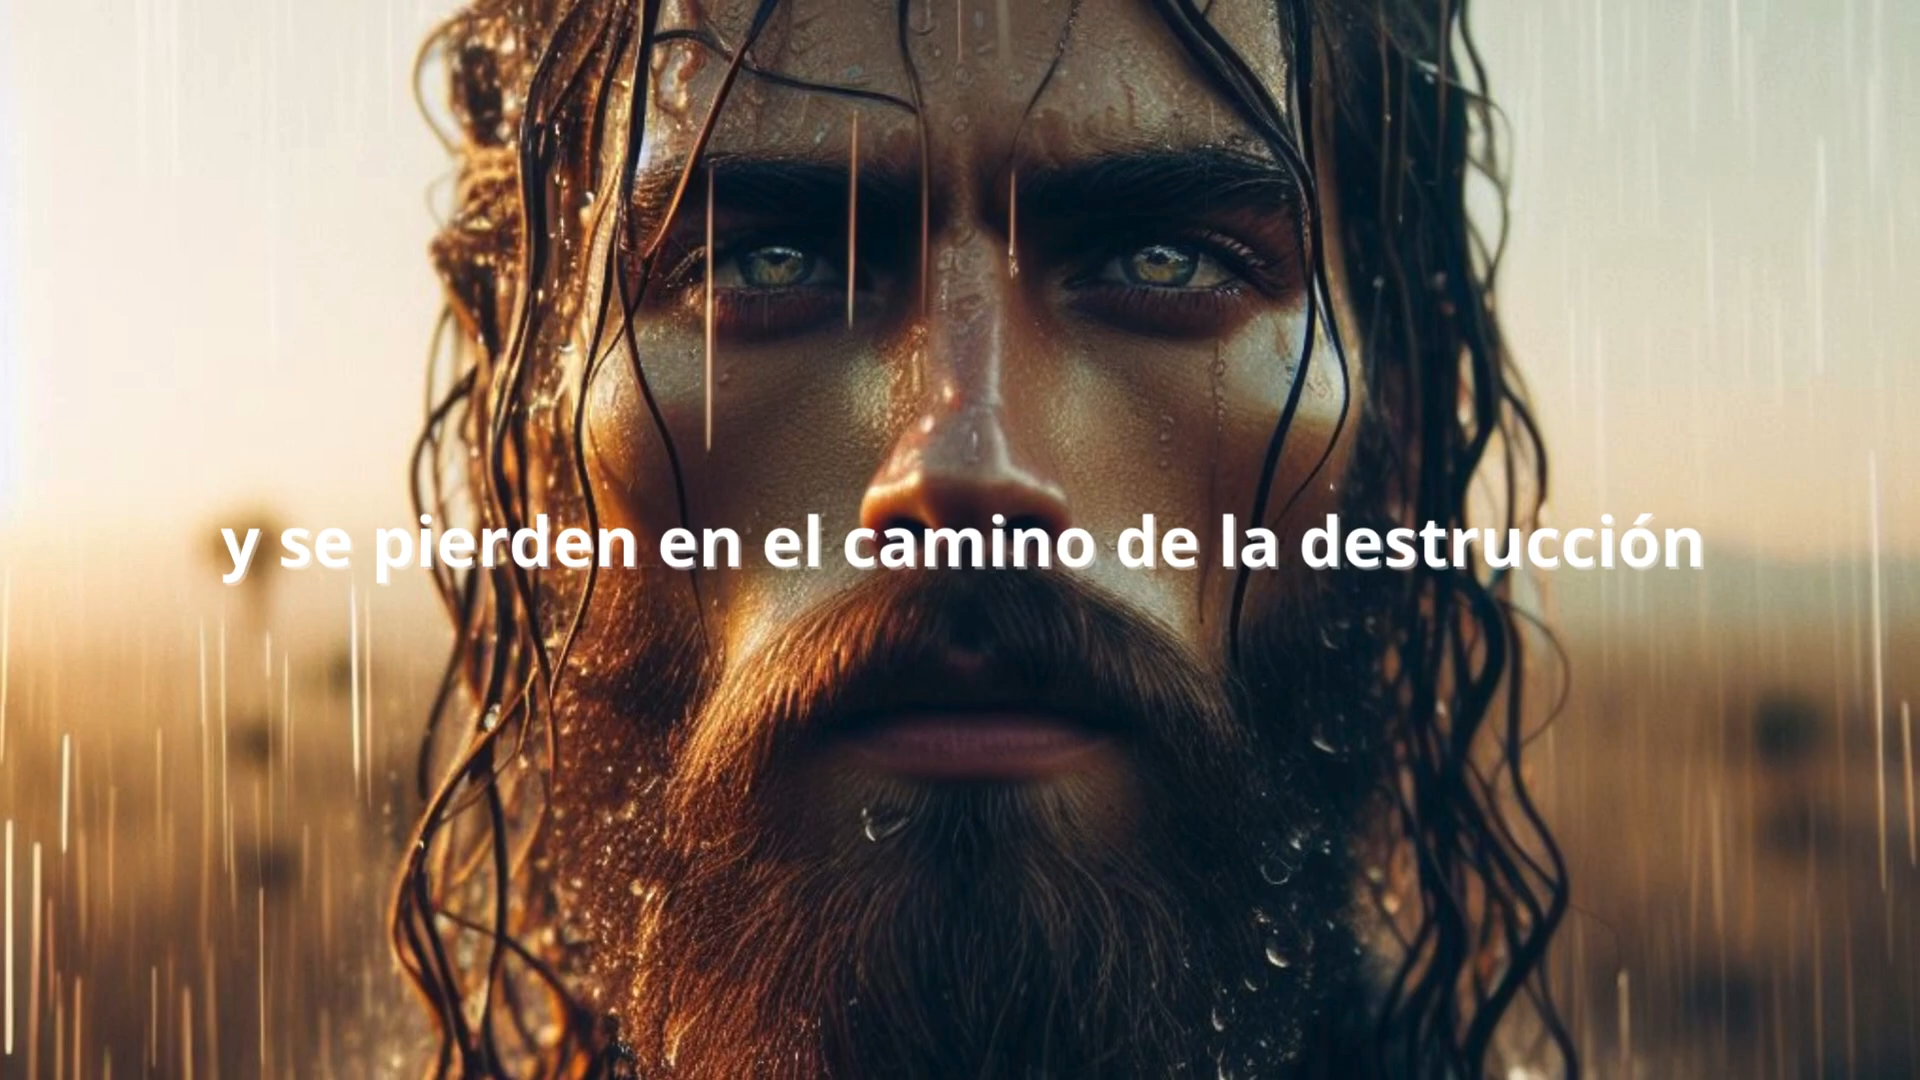 y se pierden en el camino de la destrucción